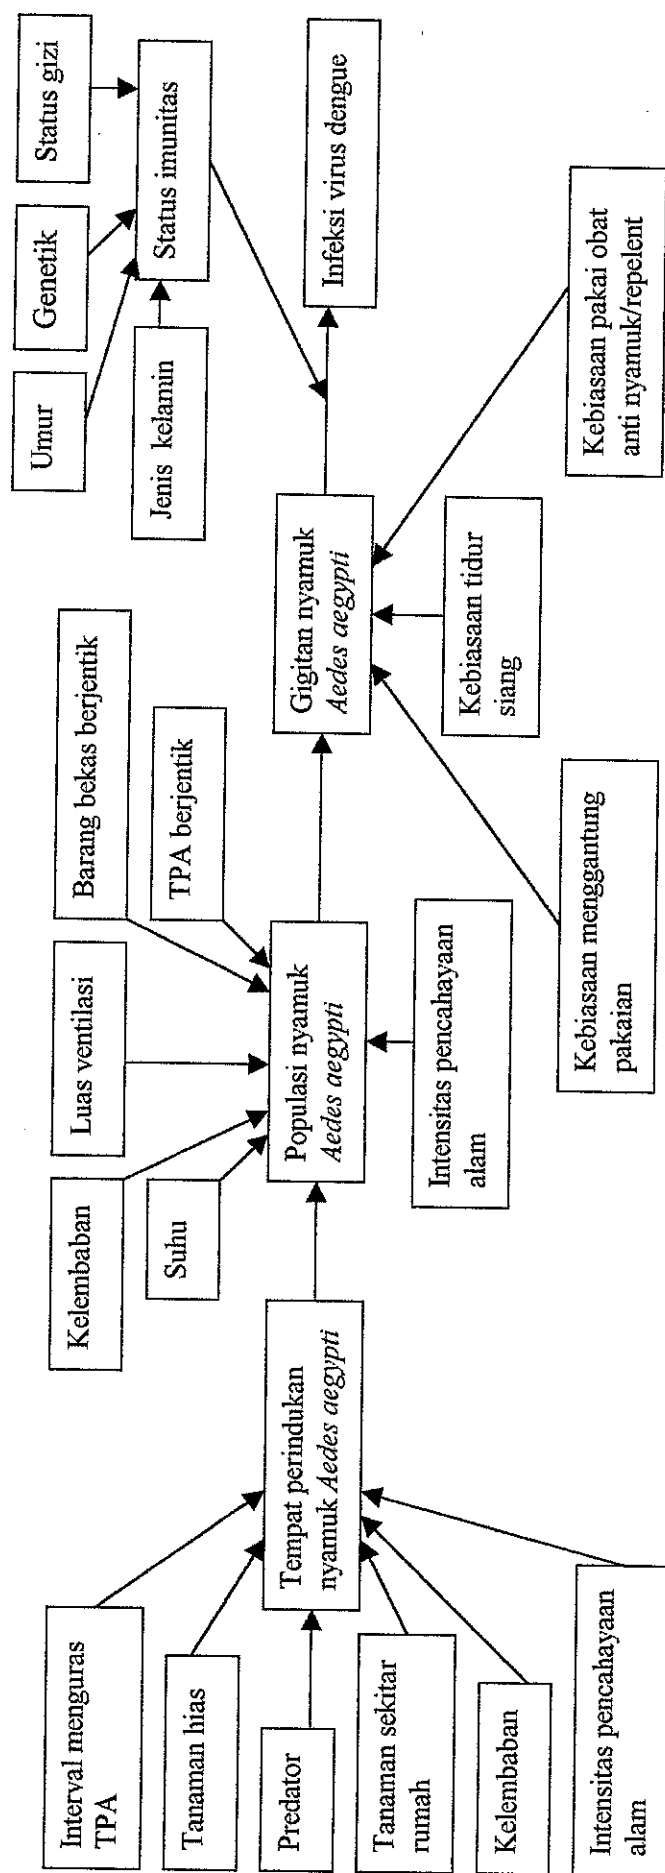 Interval menguras
TPA
Tanaman hias
Predator
Tanaman sekitar
rumah
Kelembaban
Intensitas pencahayaan
alam
Tempat perindukan
nyamuk Aedes aegypti
Kelembaban
Suhu
Luas ventilasi
Barang bekas berjentik
TPA berjentik
Populasi nyamuk
Aedes aegypti
Intensitas pencahayaan
alam
Gigitan nyamuk
Aedes aegypti
Kebiasaan menggantung
pakaian
Kebiasaan tidur
siang
Kebiasaan pakai obat
anti nyamuk/repelent
Umur
Genetik
Status gizi
Jenis kelamin
Status imunitas
Infeksi virus dengue